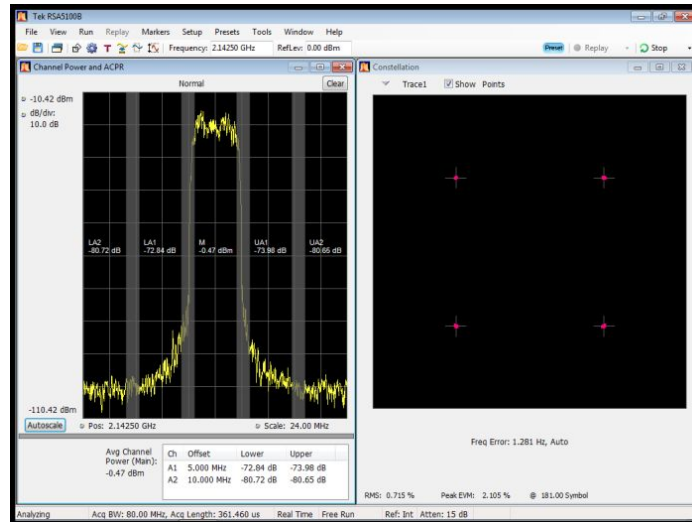 Tek RSA5100B
File View Run Replay Markers Setup Presets Tools Window Help
T Frequency: 2.14250 GHz RefLev: 0.00 dBm Preset Replay Stop
Channel Power and ACPR
Normal Clear
-10.42 dBm
dB/div:
10.0 dB
LA2 LA1 M UA1 UA2
-80.72 dB -72.84 dB -0.47 dBm -73.98 dB -80.65 dB
-110.42 dBm
Autoscale Pos: 2.14250 GHz Scale: 24.00 MHz
Avg Channel
Power (Main):
-0.47 dBm
Ch Offset Lower Upper
A1 5.000 MHz -72.84 dB -73.98 dB
A2 10.000 MHz -80.72 dB -80.65 dB
Constellation
Trace1 Show Points
Freq Error: 1.281 Hz, Auto
RMS: 0.715 % Peak EVM: 2.105 % @ 181.00 Symbol
Analyzing Acq BW: 80.00 MHz, Acq Length: 361.460 us Real Time Free Run Ref: Int Atten: 15 dB